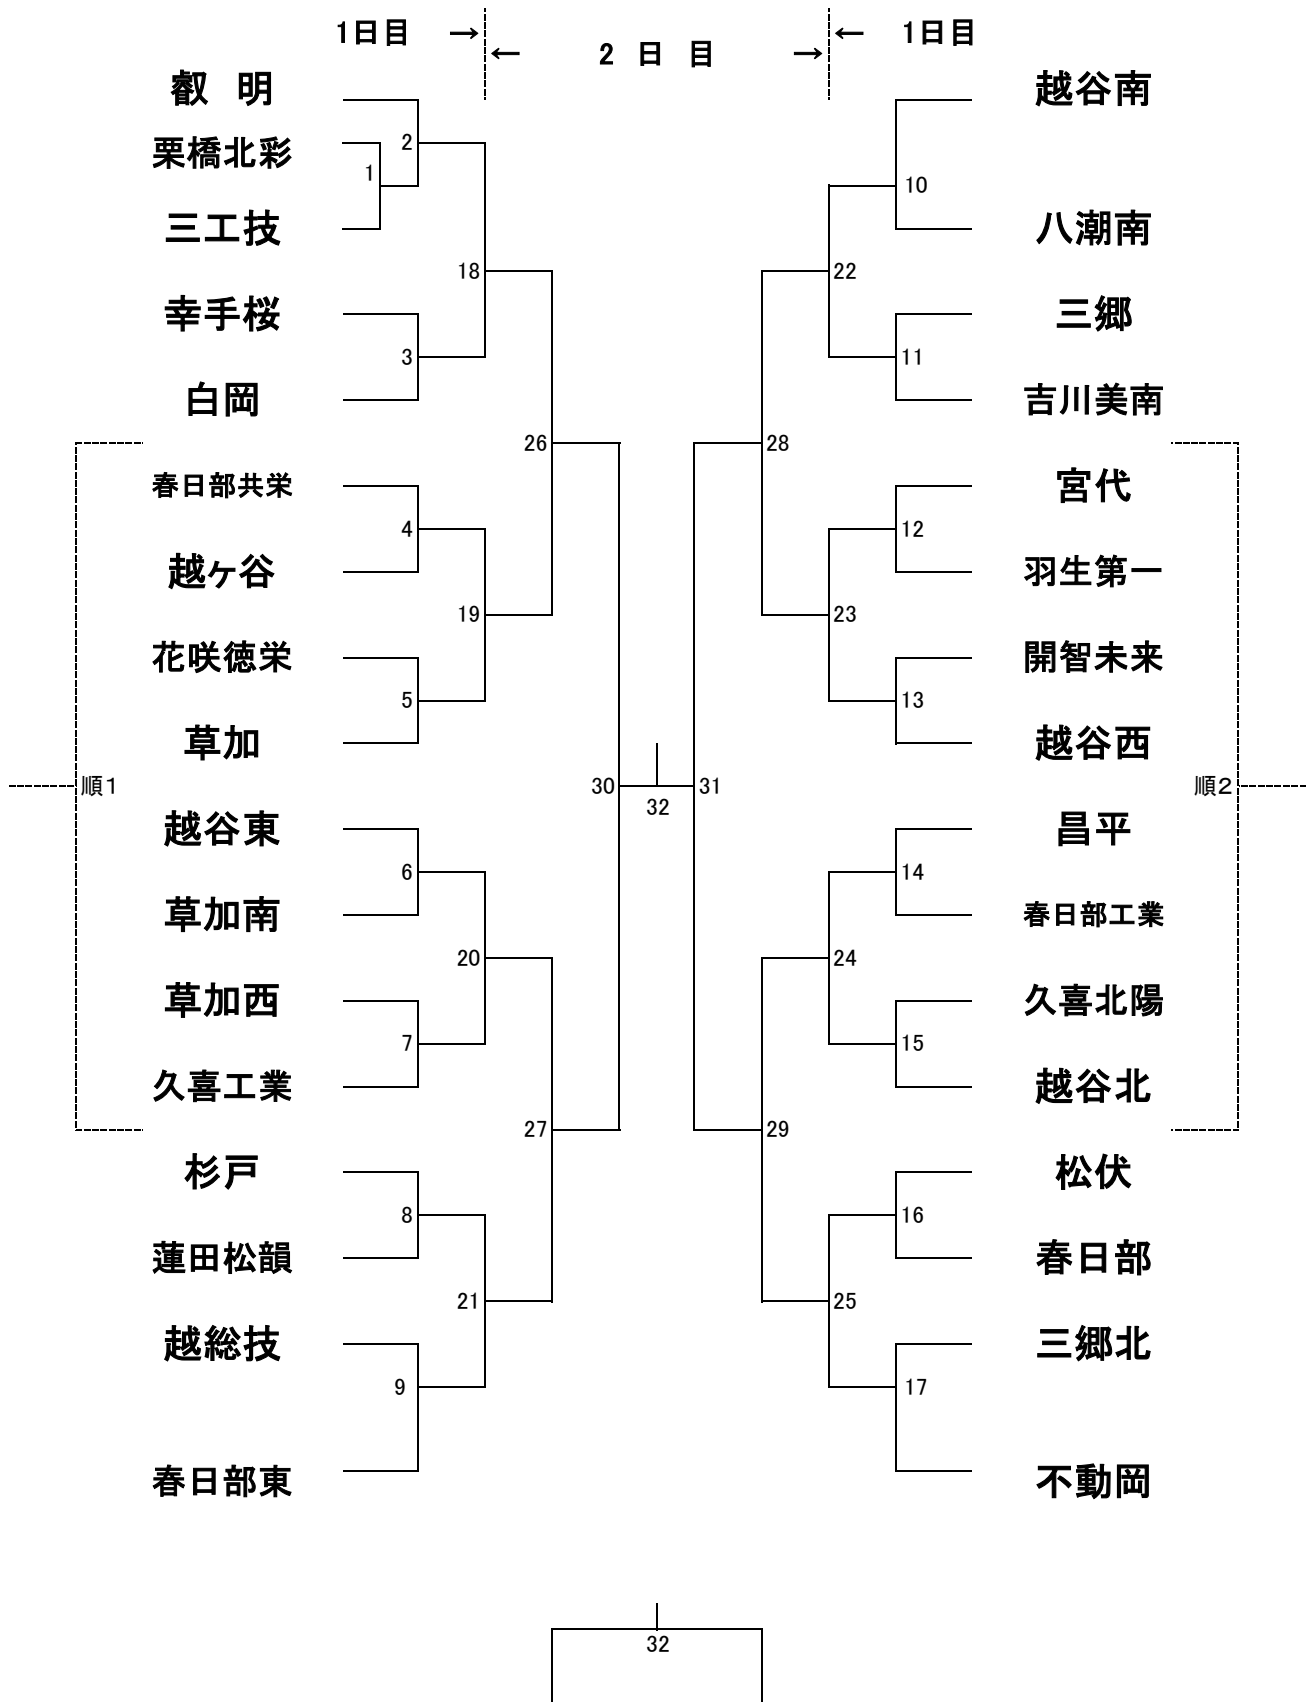 1日目 → ← 2 日 目 → ← 1日目
叡 明
栗橋北彩
三工技
幸手桜
白岡
春日部共栄
越ヶ谷
花咲徳栄
草加
越谷東
草加南
草加西
久喜工業
杉戸
蓮田松韻
越総技
春日部東
1
2
3
4
5
6
7
8
9
18
19
20
21
26
27
30
32
31
28
29
22
23
24
25
10
11
12
13
14
15
16
17
越谷南
八潮南
三郷
吉川美南
宮代
羽生第一
開智未来
越谷西
昌平
春日部工業
久喜北陽
越谷北
松伏
春日部
三郷北
不動岡
順1
順2
32